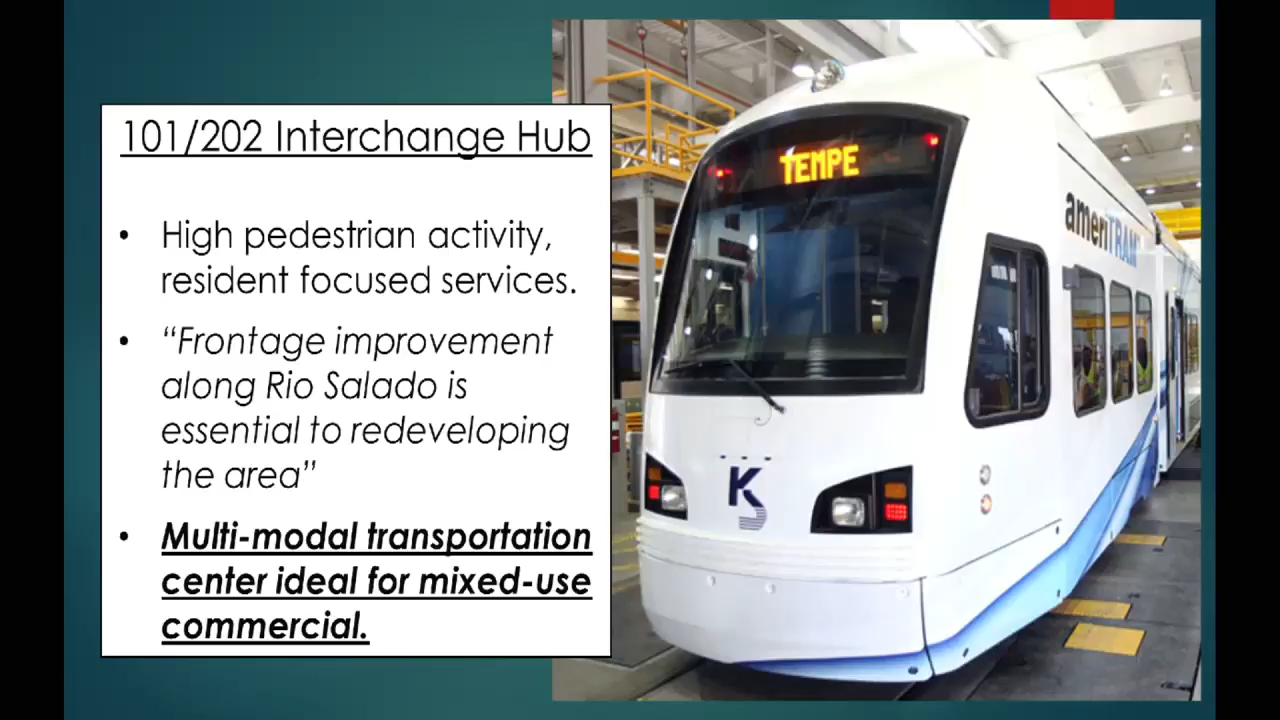 101/202 Interchange Hub
• High pedestrian activity,
resident focused services.
• “Frontage improvement
along Rio Salado is
essential to redeveloping
the area”
• Multi-modal transportation
center ideal for mixed-use
commercial.
TEMPE
ameriTRAM
K